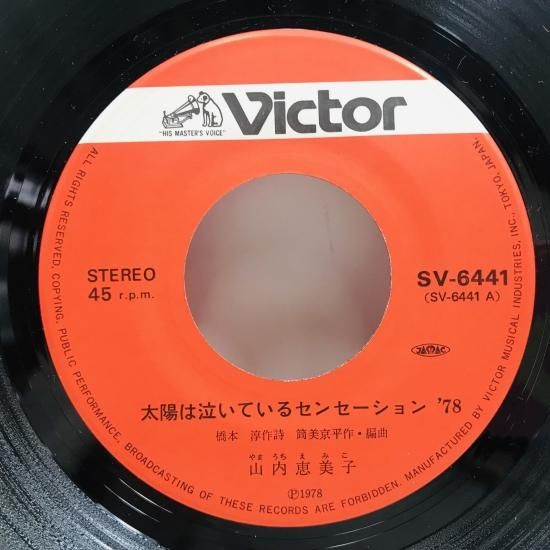 Victor
"HIS MASTER'S VOICE"
STEREO
45 r.p.m.
SV-6441
(SV-6441 A)
JASRAC
太陽は泣いているセンセーション '78
橋本 淳作詩 筒美京平作・編曲
やま うち え み こ
山内恵美子
Ⓟ1978
ALL RIGHTS RESERVED. COPYING, PUBLIC PERFORMANCE, BROADCASTING OF THESE RECORDS ARE FORBIDDEN. MANUFACTURED BY VICTOR MUSICAL INDUSTRIES, INC., TOKYO, JAPAN.